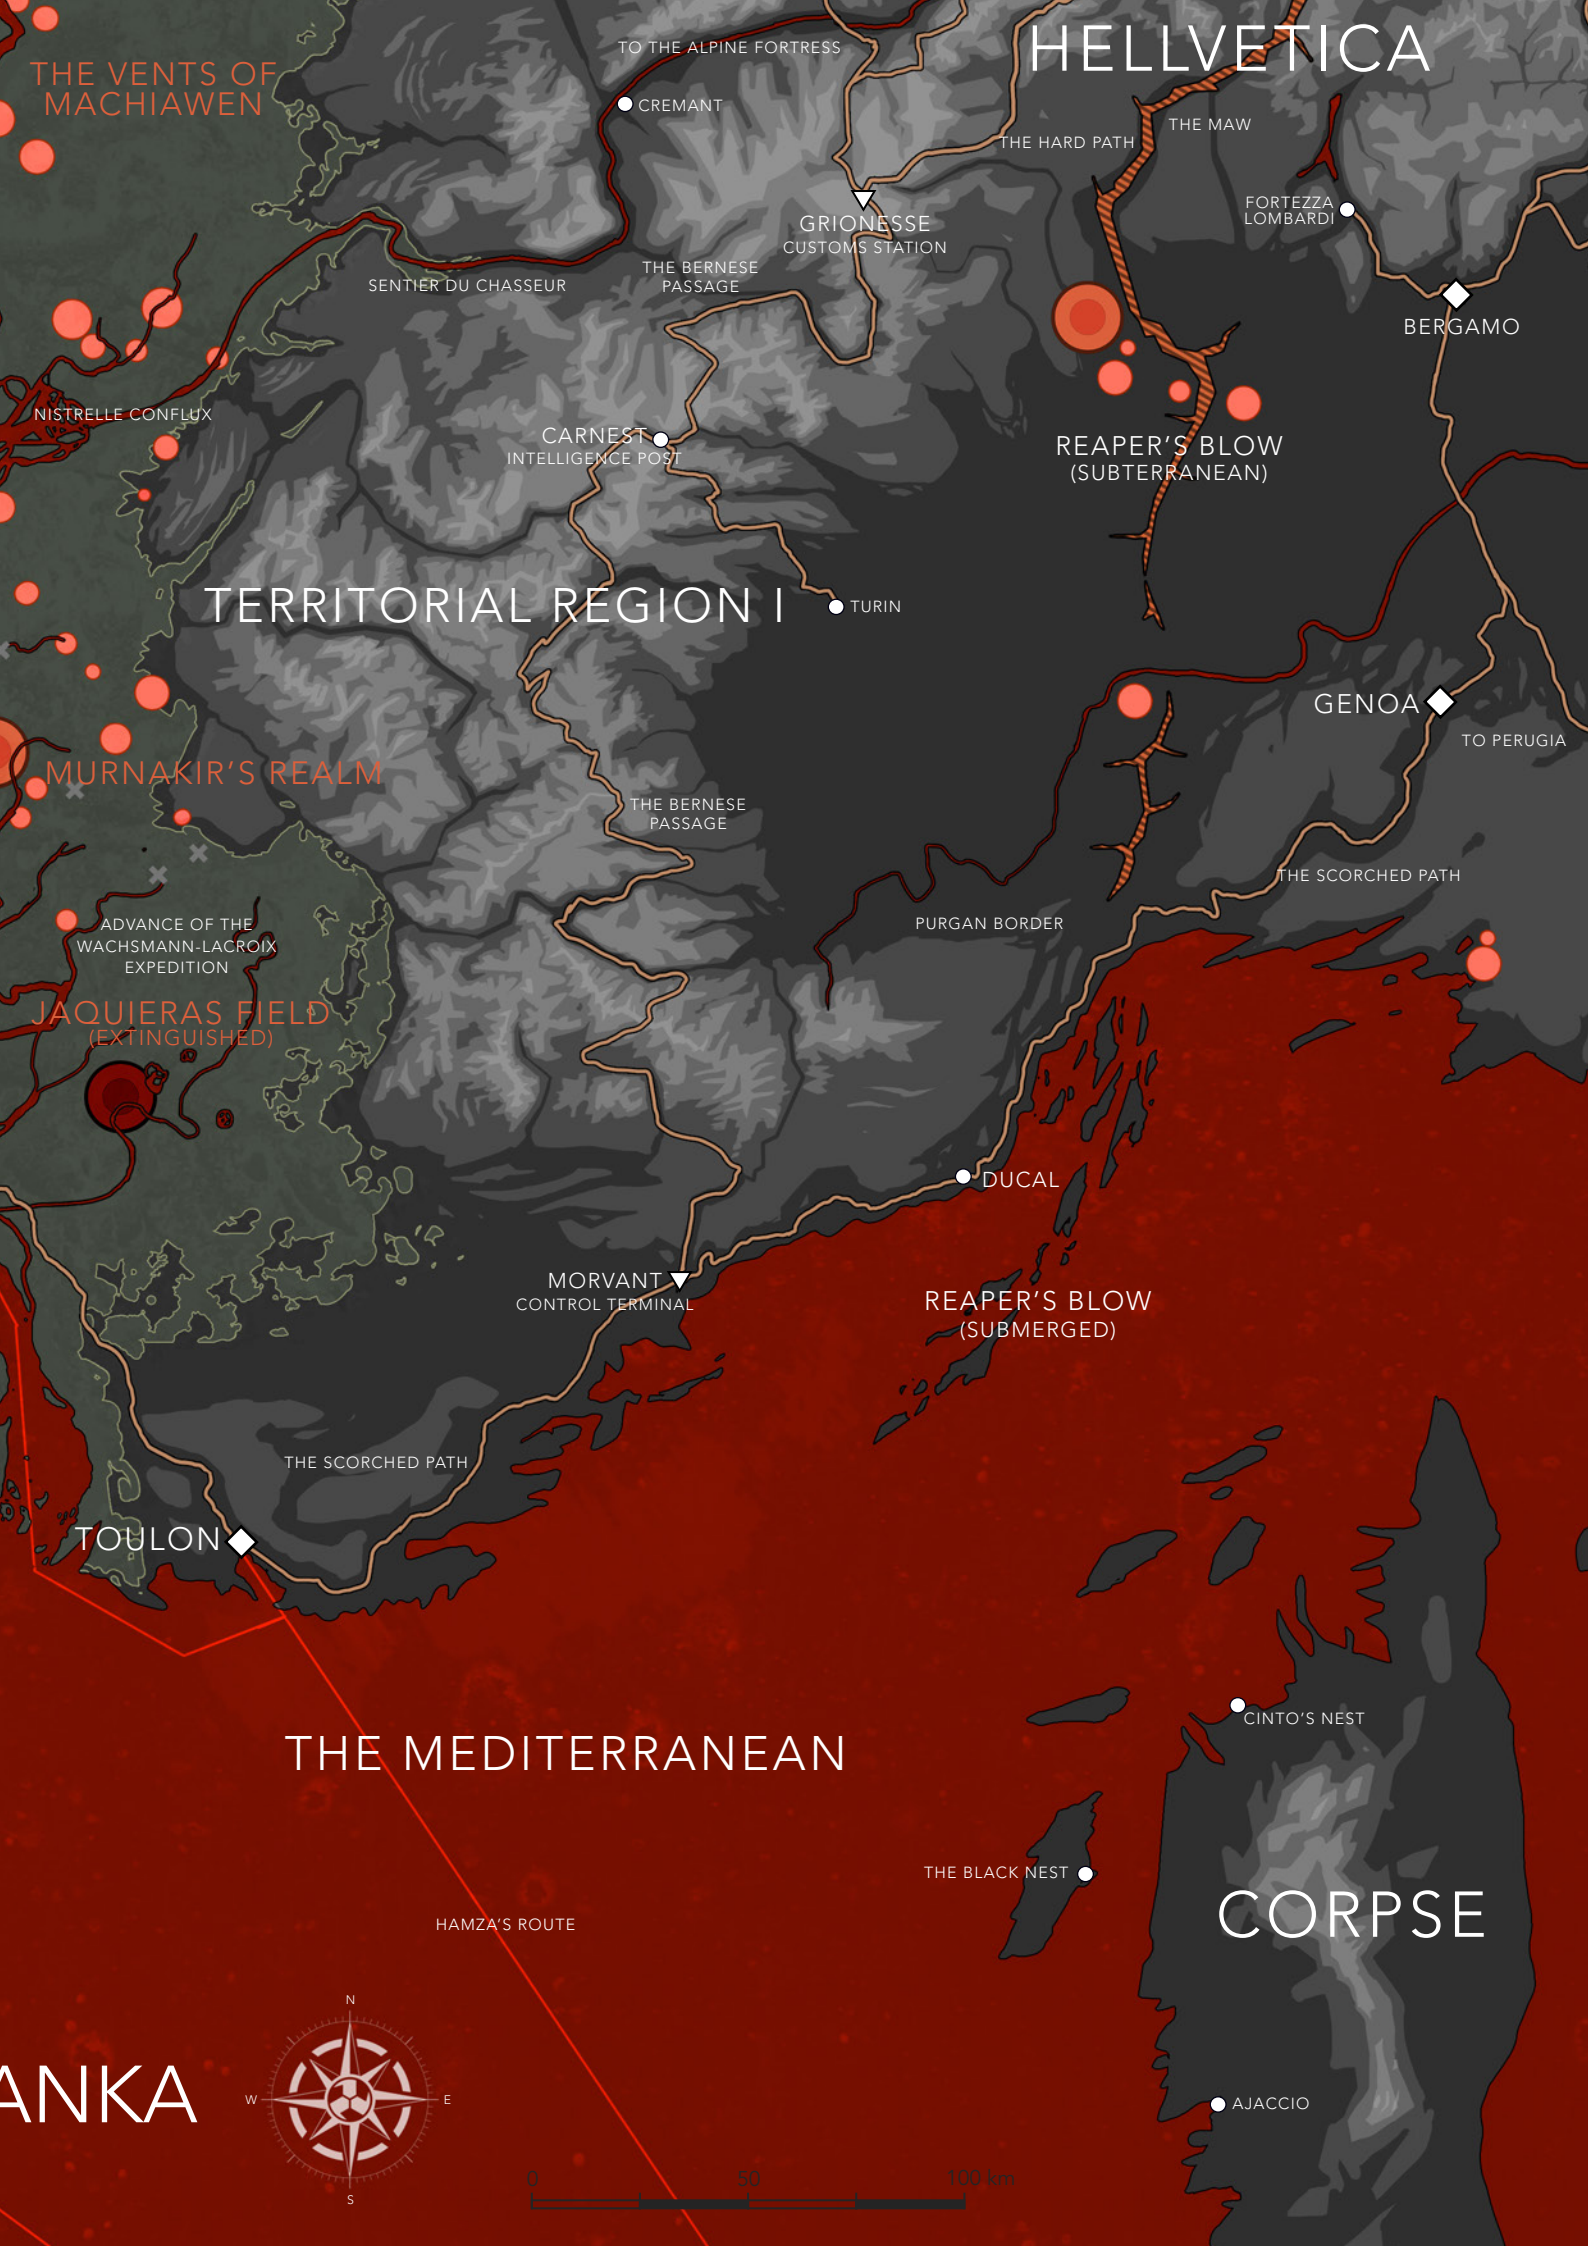 HELLVETICA
TO THE ALPINE FORTRESS
THE VENTS OF
MACHIAWEN
CREMANT
THE MAW
THE HARD PATH
FORTEZZA
LOMBARDI
GRIONESSE
CUSTOMS STATION
THE BERNESE
PASSAGE
SENTIER DU CHASSEUR
BERGAMO
NISTRELLE CONFLUX
CARNEST
INTELLIGENCE POST
REAPER'S BLOW
(SUBTERRANEAN)
TERRITORIAL REGION I
TURIN
GENOA
TO PERUGIA
MURNAKIR'S REALM
THE BERNESE
PASSAGE
THE SCORCHED PATH
PURGAN BORDER
ADVANCE OF THE
WACHSMANN-LACROIX
EXPEDITION
JAQUIERAS FIELD
(EXTINGUISHED)
DUCAL
MORVANT
CONTROL TERMINAL
REAPER'S BLOW
(SUBMERGED)
THE SCORCHED PATH
TOULON
CINTO'S NEST
THE MEDITERRANEAN
THE BLACK NEST
CORPSE
HAMZA'S ROUTE
N
W
E
S
ANKA
AJACCIO
0 50 100 km